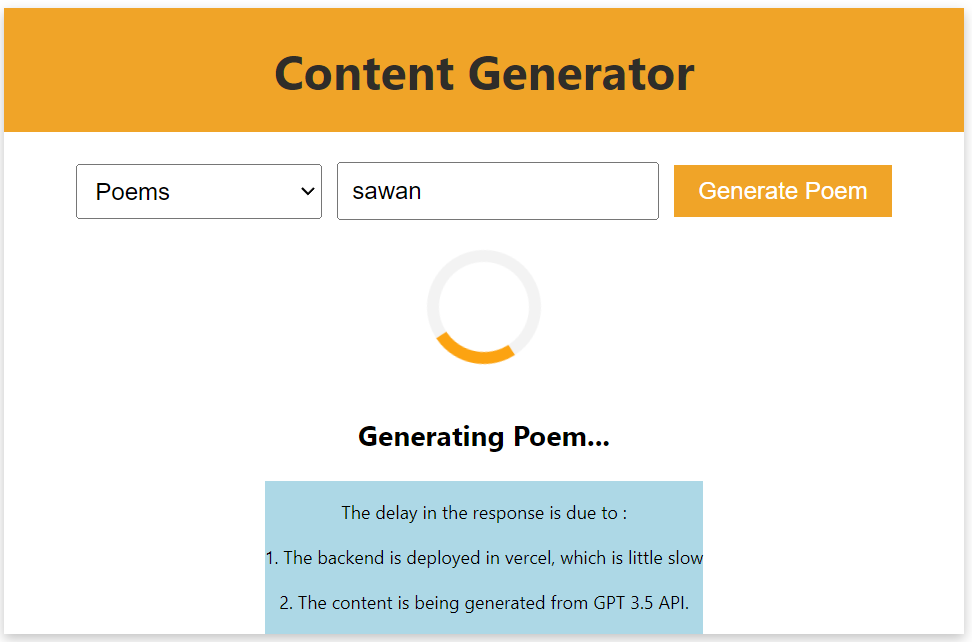 Content Generator
Poems sawan Generate Poem
Generating Poem...
The delay in the response is due to :
1. The backend is deployed in vercel, which is little slow
2. The content is being generated from GPT 3.5 API.